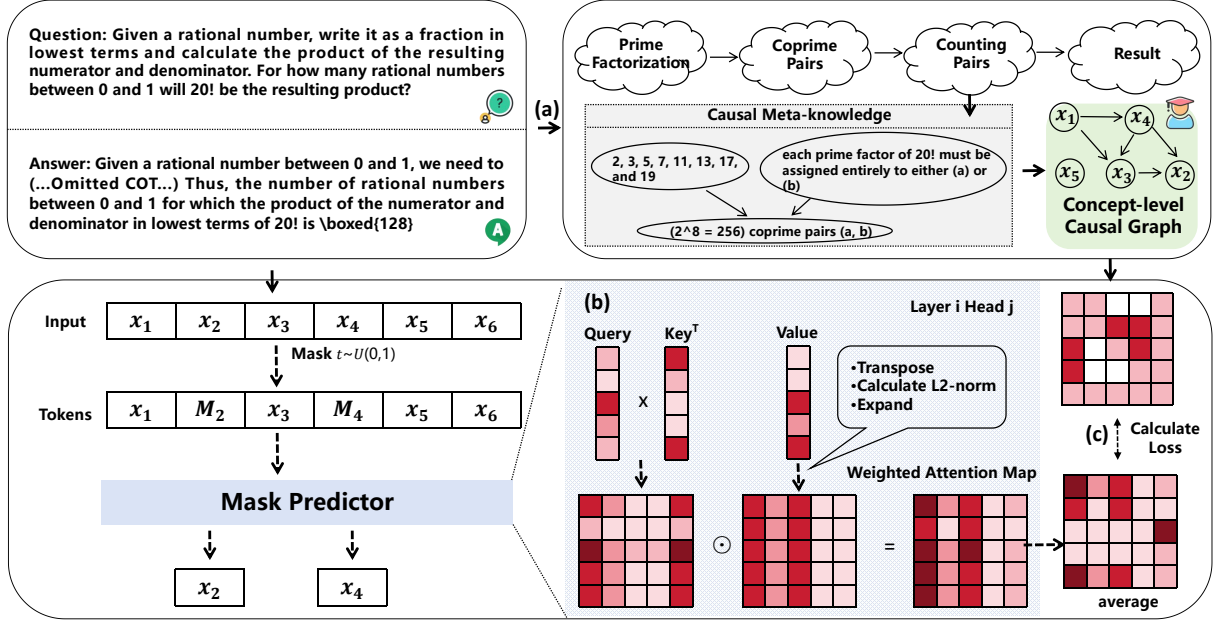 Question: Given a rational number, write it as a fraction in
lowest terms and calculate the product of the resulting
numerator and denominator. For how many rational numbers
between 0 and 1 will 20! be the resulting product?
?
Answer: Given a rational number between 0 and 1, we need to
(...Omitted COT...) Thus, the number of rational numbers
between 0 and 1 for which the product of the numerator and
denominator in lowest terms of 20! is \boxed{128}
A
(a)
Prime
Factorization
Coprime
Pairs
Counting
Pairs
Result
Causal Meta-knowledge
2, 3, 5, 7, 11, 13, 17,
and 19
each prime factor of 20! must be
assigned entirely to either (a) or
(b)
(2^8 = 256) coprime pairs (a, b)
x₁
x₄
x₅
x₃
x₂
Concept-level
Causal Graph
Input
x₁ x₂ x₃ x₄ x₅ x₆
Mask t~U(0,1)
Tokens
x₁ M₂ x₃ M₄ x₅ x₆
Mask Predictor
x₂ x₄
(b)
Layer i Head j
Query
Keyᵀ
Value
x
•Transpose
•Calculate L2-norm
•Expand
Weighted Attention Map
⊙
=
(c)
Calculate
Loss
average